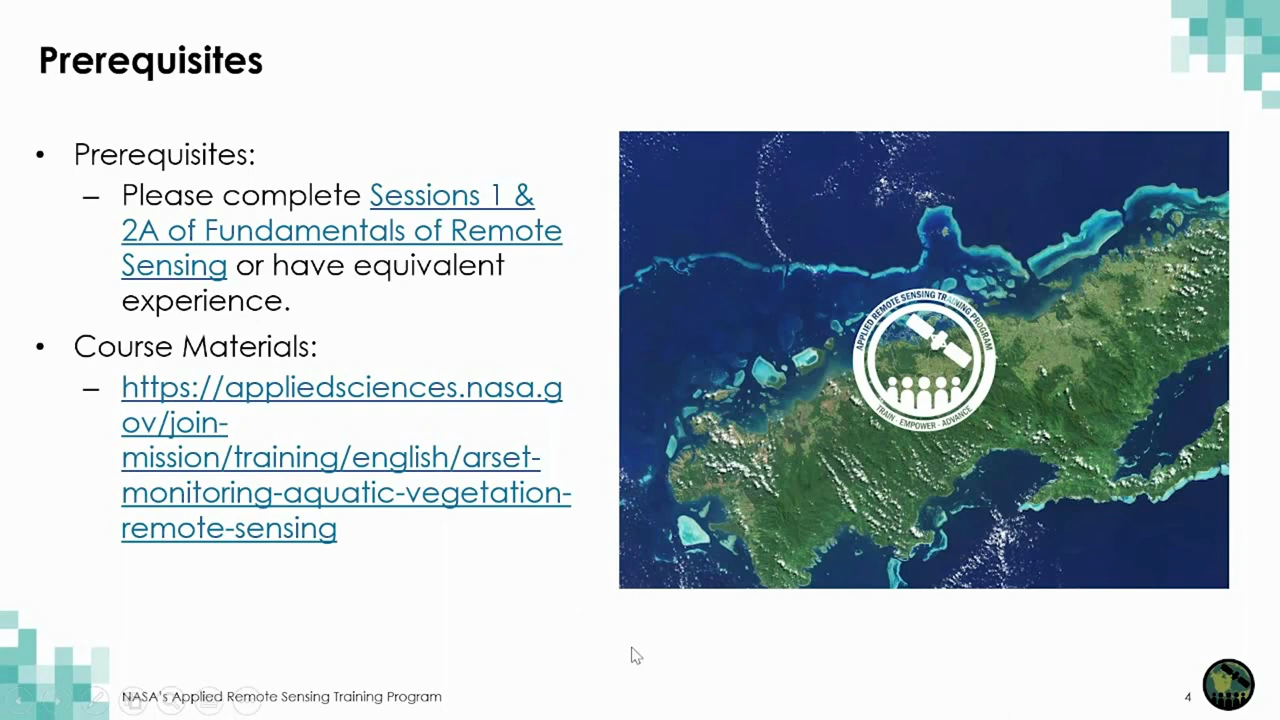 Prerequisites
• Prerequisites:
– Please complete Sessions 1 &
2A of Fundamentals of Remote
Sensing or have equivalent
experience.
• Course Materials:
– https://appliedsciences.nasa.g
ov/join-
mission/training/english/arset-
monitoring-aquatic-vegetation-
remote-sensing
APPLIED REMOTE SENSING TRAINING PROGRAM
TRAIN · EMPOWER · ADVANCE
NASA's Applied Remote Sensing Training Program
4